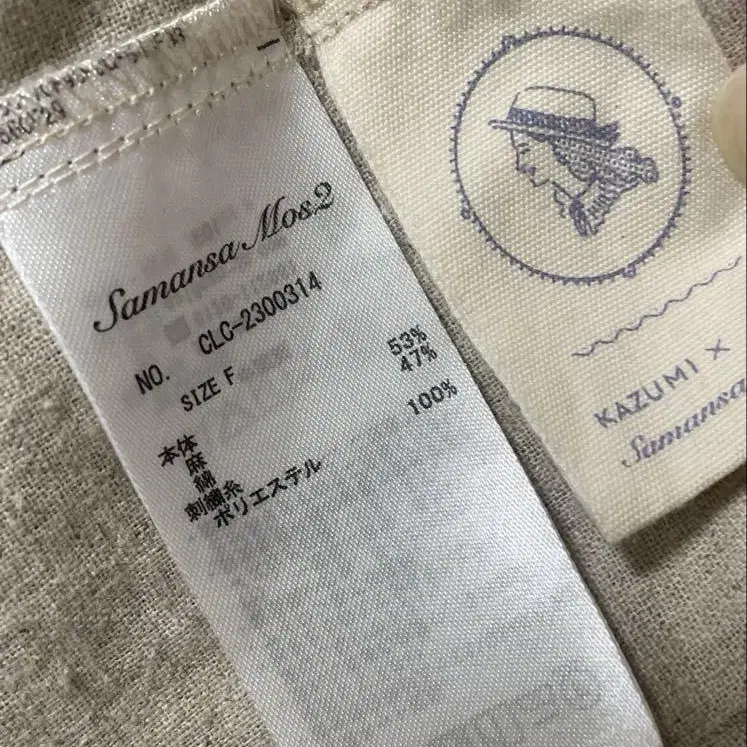 Samansa Mos2
NO. CLC-2300314
SIZE F
本体
麻 53%
綿 47%
刺繍糸
ポリエステル 100%
KAZUMI ×
Samansa